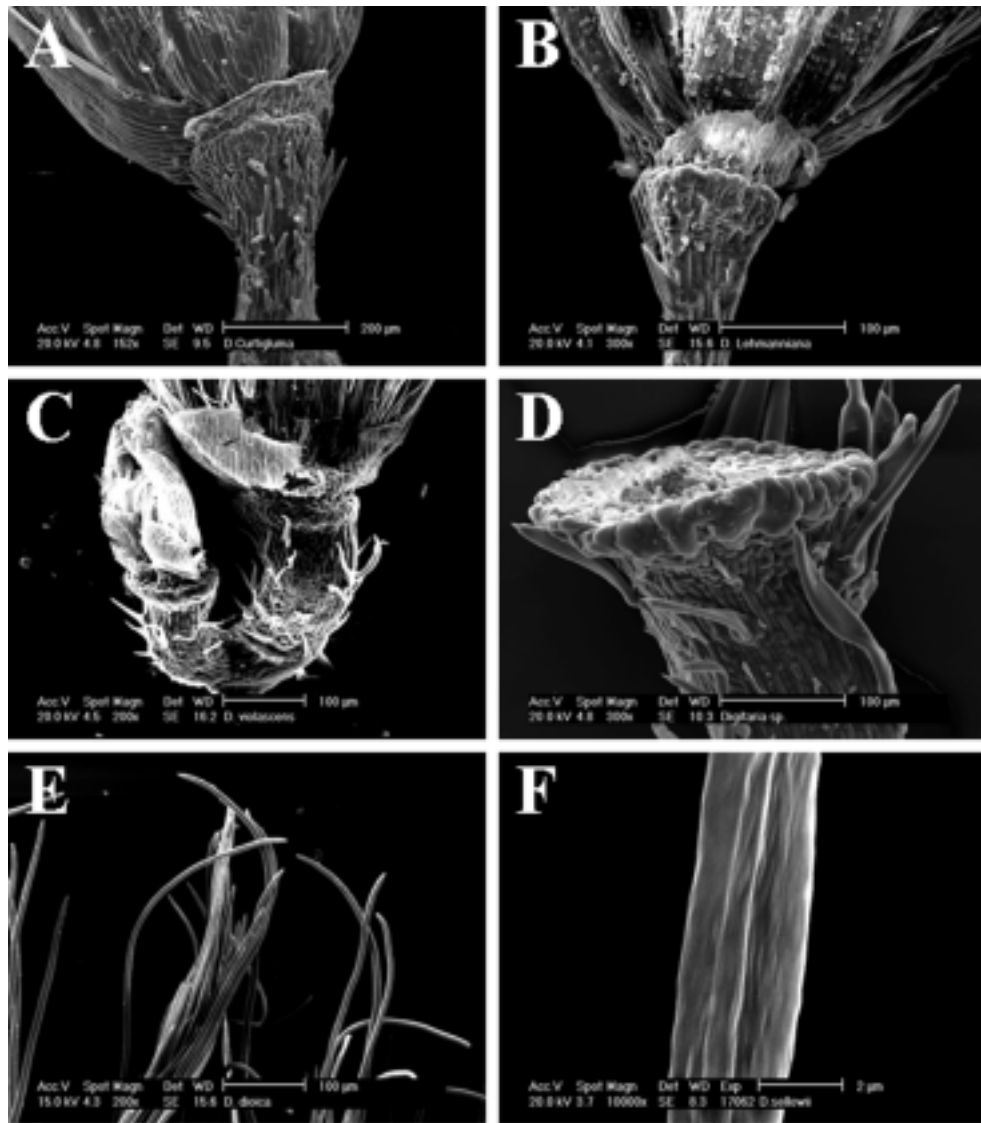 A
Acc.V Spot Magn Det WD 200 µm
20.0 kV 4.8 152x SE 9.5 D.Curtigluma
B
Acc.V Spot Magn Det WD 100 µm
20.0 kV 4.1 300x SE 15.6 D. Lehmanniana
C
Acc.V Spot Magn Det WD 100 µm
20.0 kV 4.5 200x SE 16.2 D. violascens
D
Acc.V Spot Magn Det WD 100 µm
20.0 kV 4.8 300x SE 10.3 Digitaria sp.
E
Acc.V Spot Magn Det WD 100 µm
15.0 kV 4.3 200x SE 15.6 D. dioica
F
Acc.V Spot Magn Det WD Exp 2 µm
20.0 kV 3.7 10000x SE 8.3 17062 D.sellowii